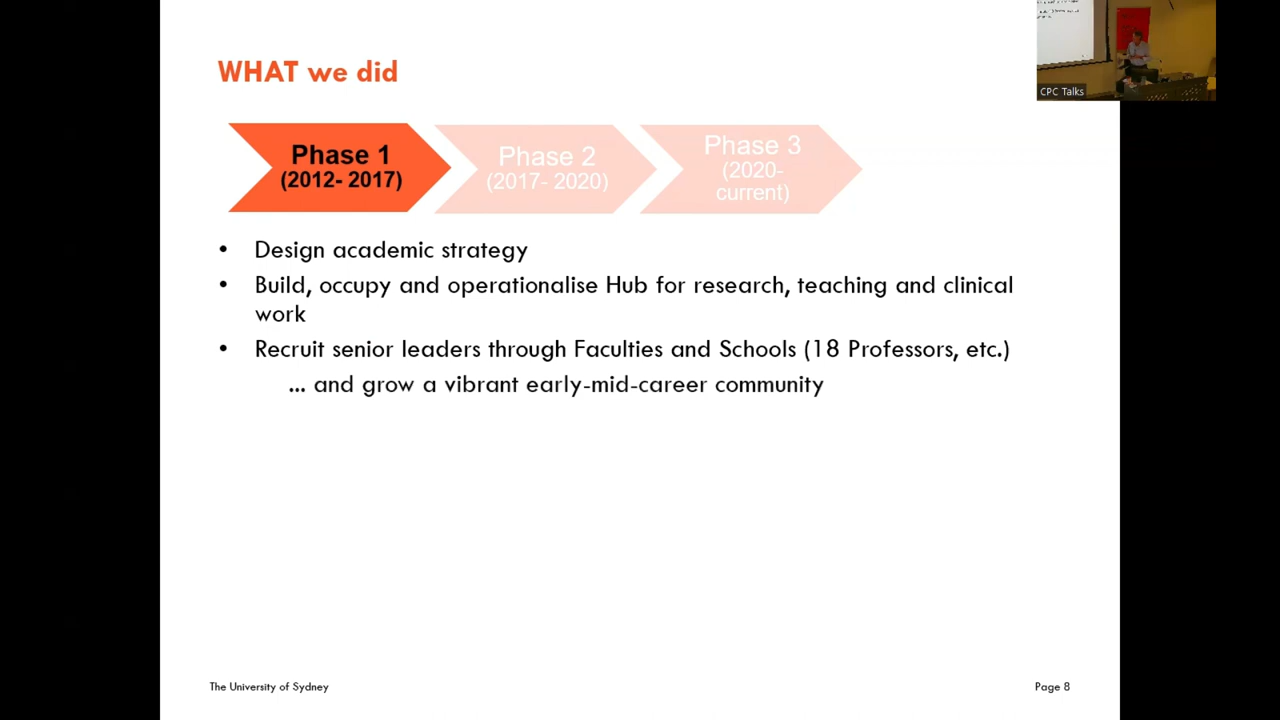 WHAT we did
CPC Talks
Phase 1
(2012- 2017)
Phase 2
(2017- 2020)
Phase 3
(2020-
current)
• Design academic strategy
• Build, occupy and operationalise Hub for research, teaching and clinical
work
• Recruit senior leaders through Faculties and Schools (18 Professors, etc.)
... and grow a vibrant early-mid-career community
The University of Sydney
Page 8